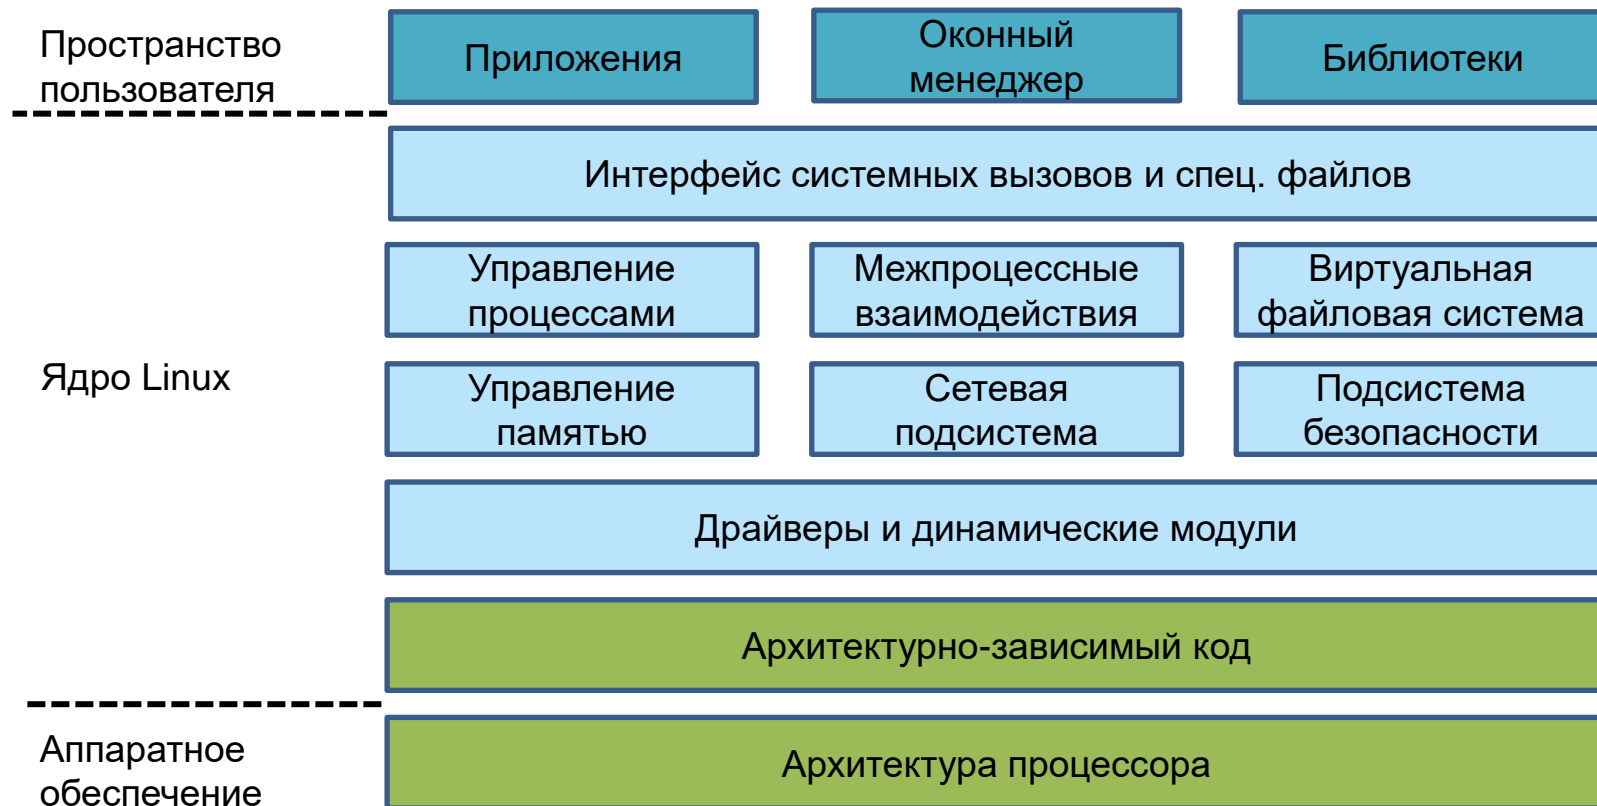 Пространство
пользователя
Приложения
Оконный
менеджер
Библиотеки
Интерфейс системных вызовов и спец. файлов
Ядро Linux
Управление
процессами
Межпроцессные
взаимодействия
Виртуальная
файловая система
Управление
памятью
Сетевая
подсистема
Подсистема
безопасности
Драйверы и динамические модули
Архитектурно-зависимый код
Аппаратное
обеспечение
Архитектура процессора